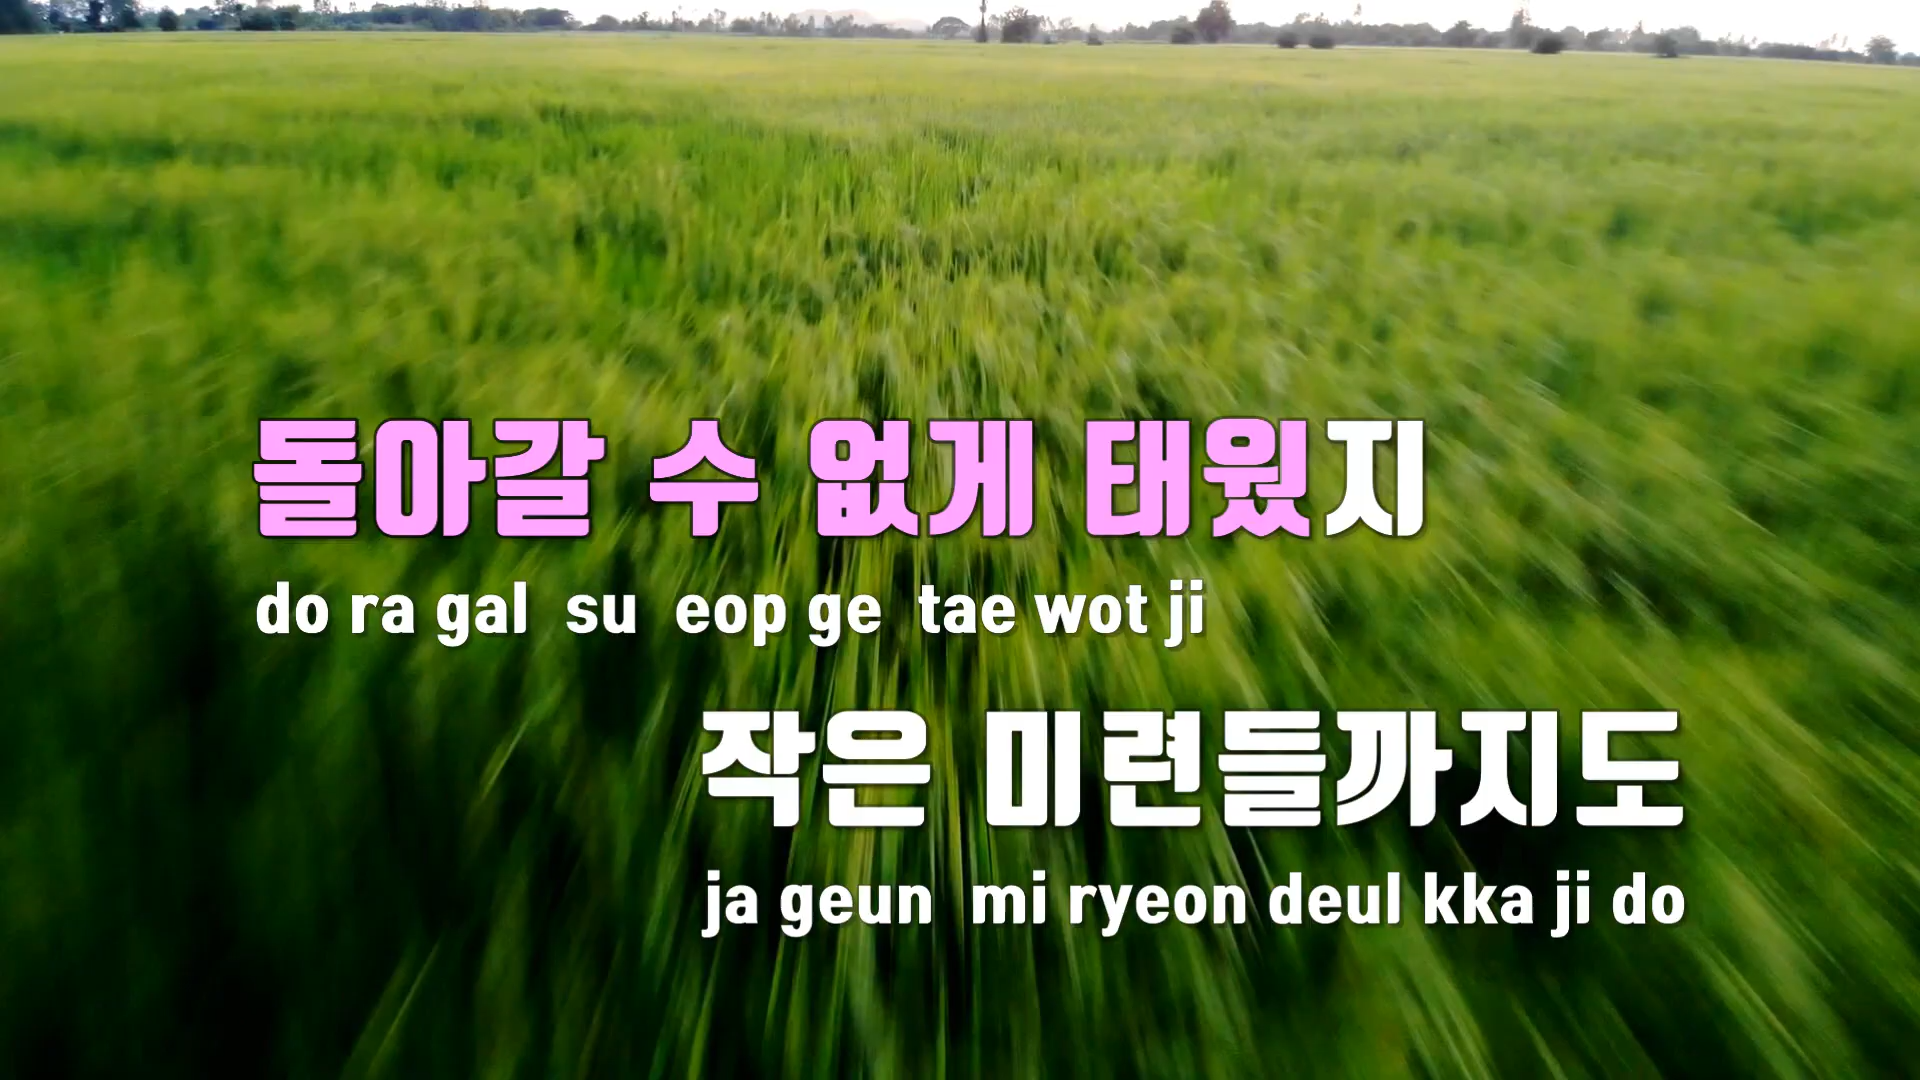 돌아갈 수 없게 태웠지
do ra gal su eop ge tae wot ji
작은 미련들까지도
ja geun mi ryeon deul kka ji do